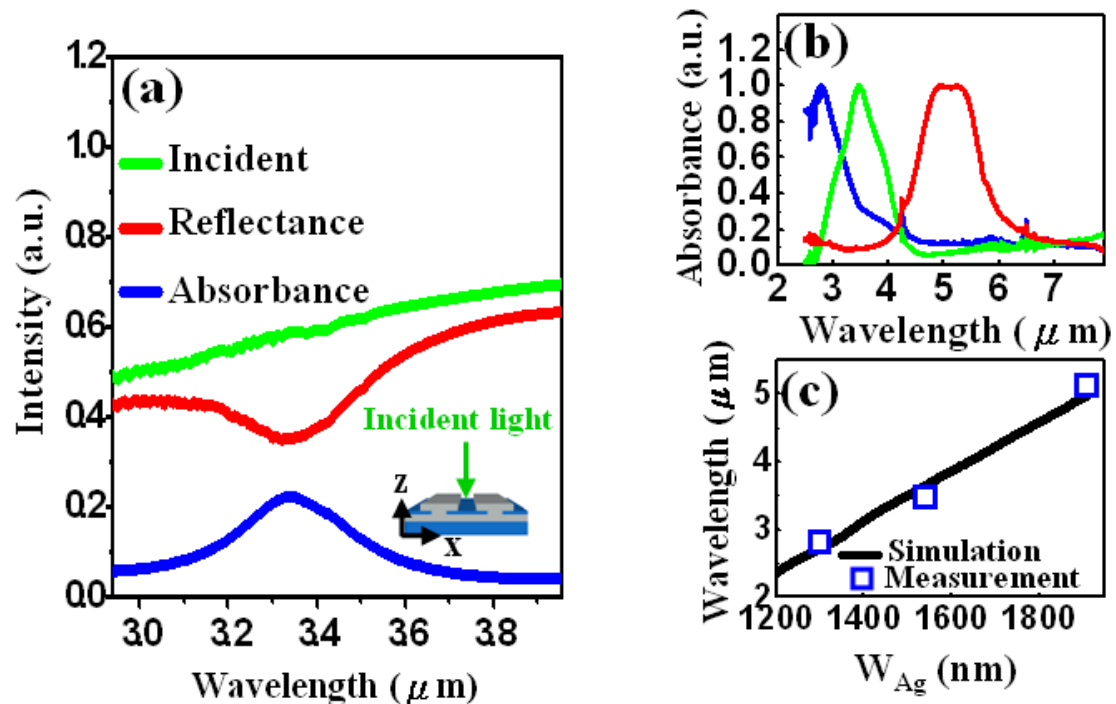 (a)
1.2
1.0
0.8
0.6
0.4
0.2
0.0
Intensity (a.u.)
Incident
Reflectance
Absorbance
Incident light
z
x
3.0 3.2 3.4 3.6 3.8
Wavelength (μm)
(b)
1.2
1.0
0.8
0.6
0.4
0.2
0.0
Absorbance (a.u.)
2 3 4 5 6 7
Wavelength (μm)
(c)
5
4
3
2
Wavelength (μm)
Simulation
Measurement
1200 1400 1600 1800
W_Ag (nm)